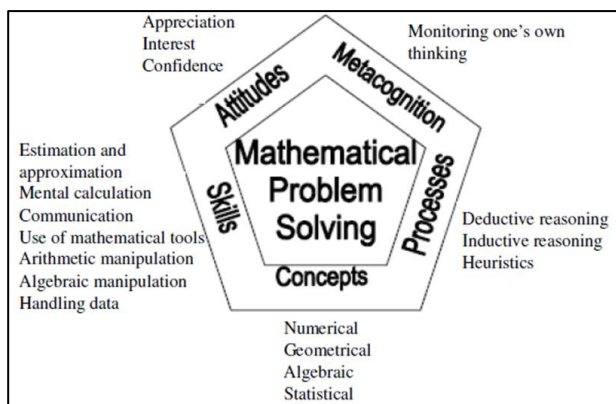 Appreciation
Interest
Confidence
Monitoring one's own
thinking
Attitudes
Metacognition
Estimation and
approximation
Mental calculation
Communication
Use of mathematical tools
Arithmetic manipulation
Algebraic manipulation
Handling data
Skills
Mathematical
Problem
Solving
Processes
Deductive reasoning
Inductive reasoning
Heuristics
Concepts
Numerical
Geometrical
Algebraic
Statistical